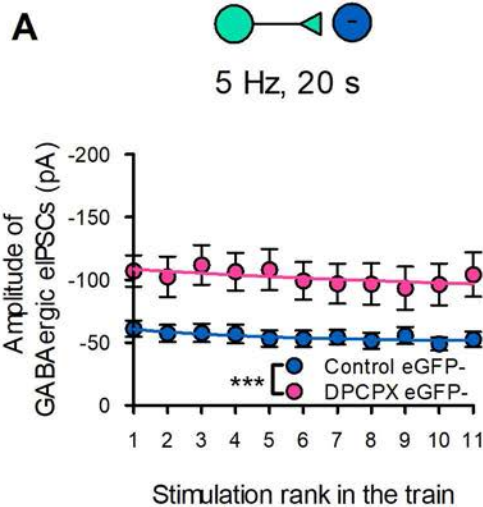 A
-
5 Hz, 20 s
Amplitude of
GABAergic eIPSCs (pA)
-200
-150
-100
-50
0
*** Control eGFP-
DPCPX eGFP-
1 2 3 4 5 6 7 8 9 10 11
Stimulation rank in the train